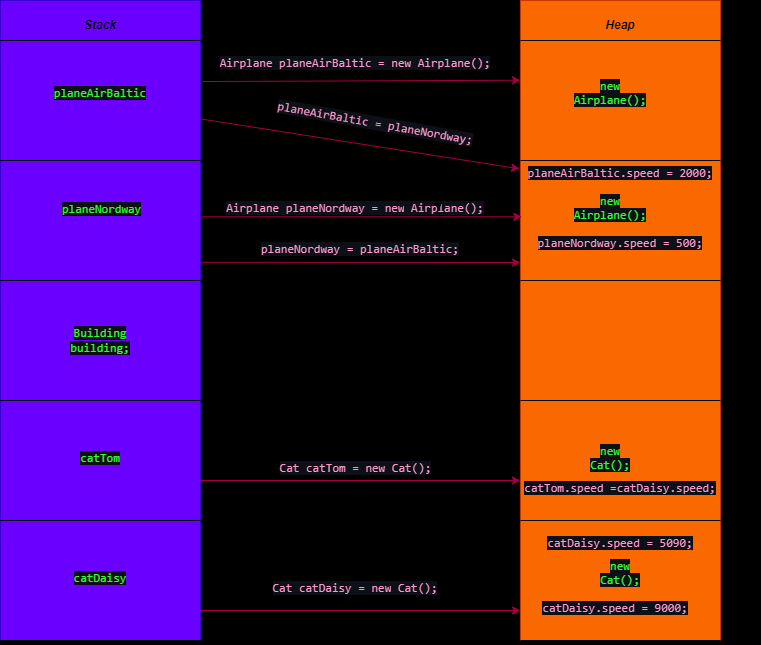 Stack
Heap
Airplane planeAirBaltic = new Airplane();
planeAirBaltic
new
Airplane();
planeAirBaltic = planeNordway;
planeAirBaltic.speed = 2000;
planeNordway
Airplane planeNordway = new Airplane();
new
Airplane();
planeNordway = planeAirBaltic;
planeNordway.speed = 500;
Building
building;
catTom
Cat catTom = new Cat();
new
Cat();
catTom.speed =catDaisy.speed;
catDaisy.speed = 5090;
catDaisy
Cat catDaisy = new Cat();
new
Cat();
catDaisy.speed = 9000;